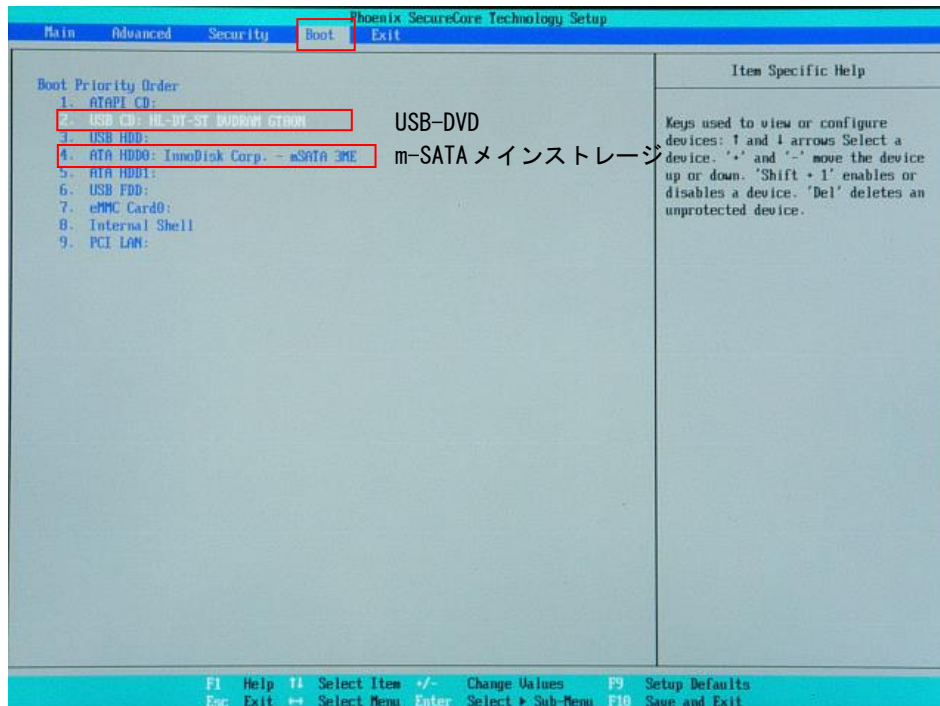 Phoenix SecureCore Technology Setup
Main Advanced Security Boot Exit
Boot Priority Order
1. ATAPI CD:
2. USB CD: HL-DT-ST DVDRAM GT80N
3. USB HDD:
4. ATA HDD0: InnoDisk Corp. - mSATA 3ME
5. ATA HDD1:
6. USB FDD:
7. eMMC Card0:
8. Internal Shell
9. PCI LAN:
USB-DVD
m-SATAメインストレージ
Item Specific Help
Keys used to view or configure
devices: ↑ and ↓ arrows Select a
device. '+' and '-' move the device
up or down. 'Shift + 1' enables or
disables a device. 'Del' deletes an
unprotected device.
F1 Help ↑↓ Select Item +/- Change Values F9 Setup Defaults
Esc Exit ↔ Select Menu Enter Select ▶ Sub-Menu F10 Save and Exit